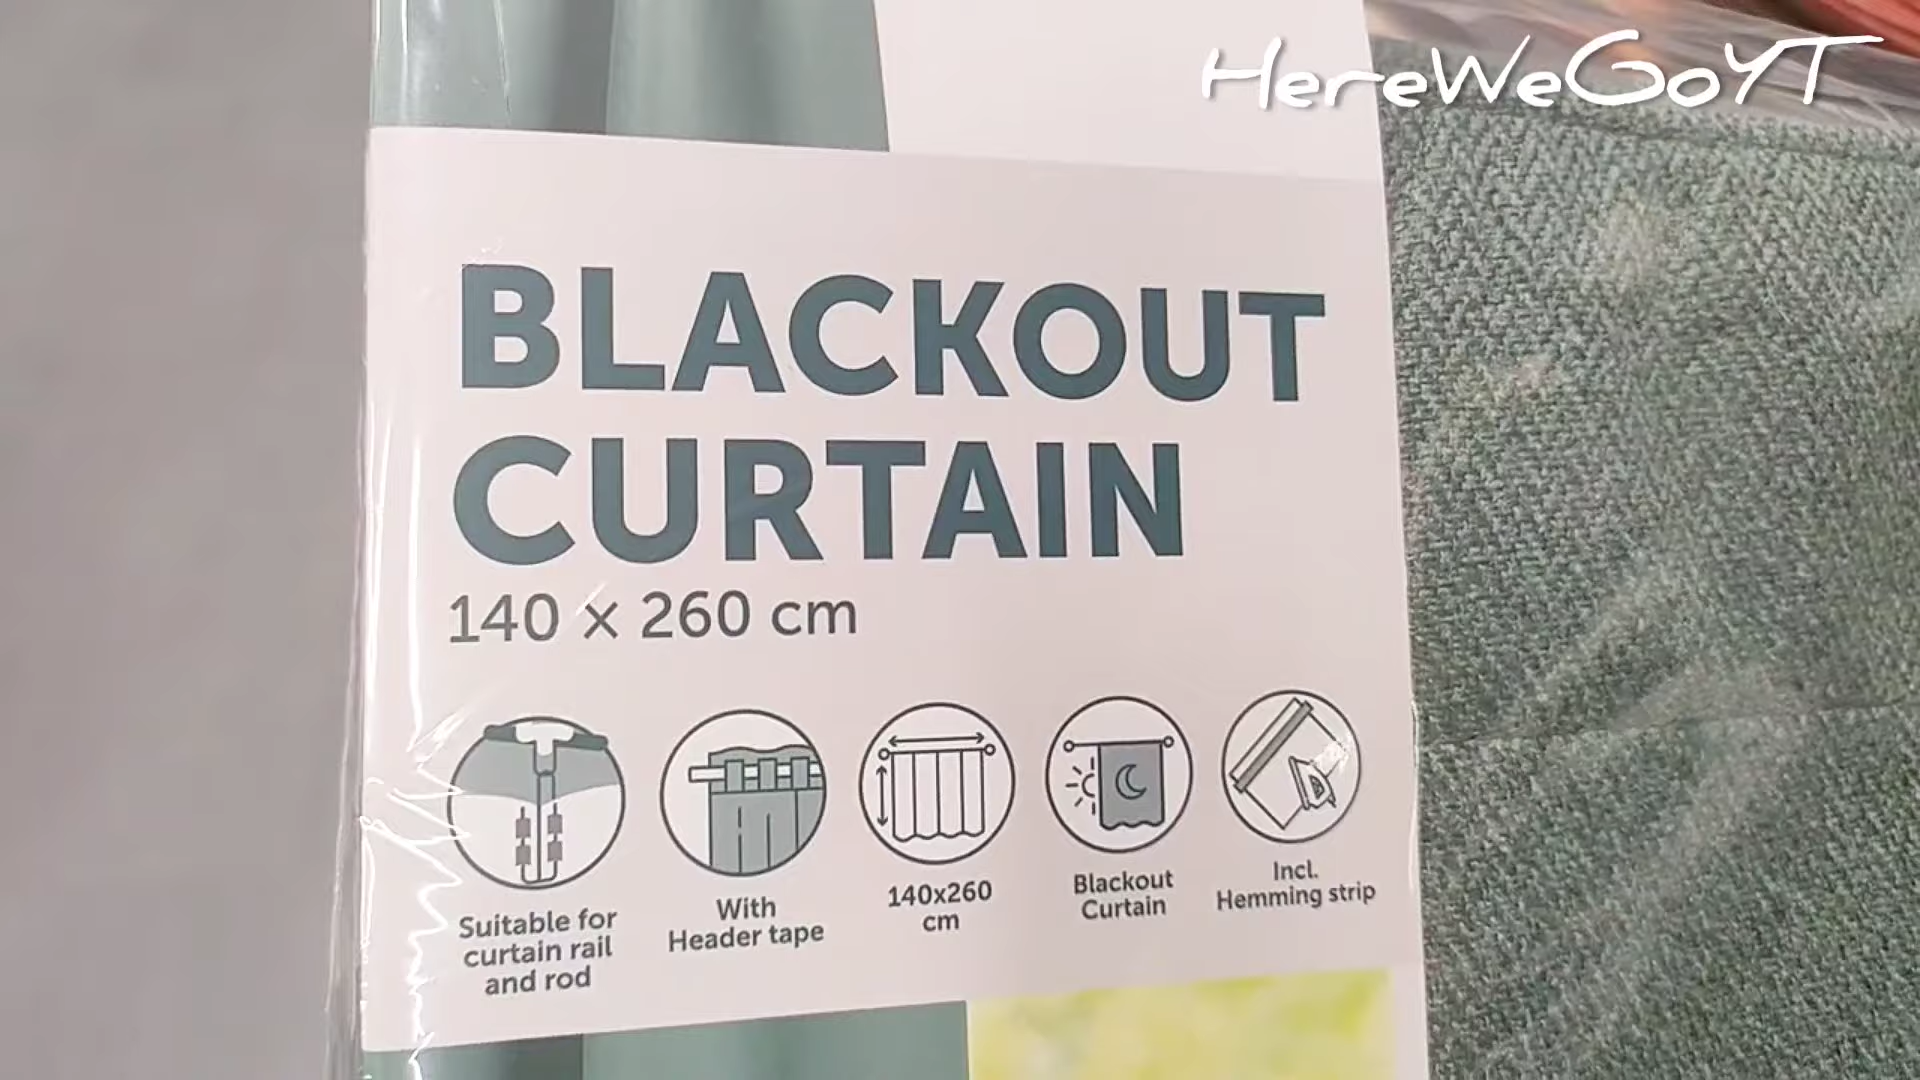 HereWeGoYT
BLACKOUT
CURTAIN
140 × 260 cm
Suitable for
curtain rail
and rod
With
Header tape
140x260
cm
Blackout
Curtain
Incl.
Hemming strip